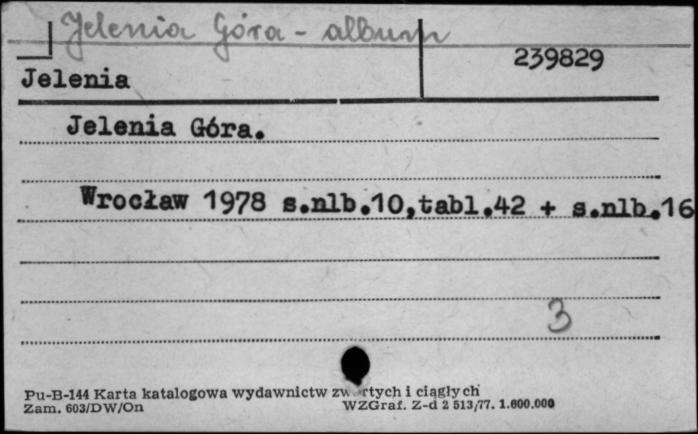 Jelenia Góra - album
239829
Jelenia
Jelenia Góra.
Wrocław 1978 s.nlb.10,tabl.42 + s.nlb.16
3
Pu-B-144 Karta katalogowa wydawnictw zwartych i ciągłych
Zam. 603/DW/On WZGraf. Z-d 2 513/77. 1.600.000